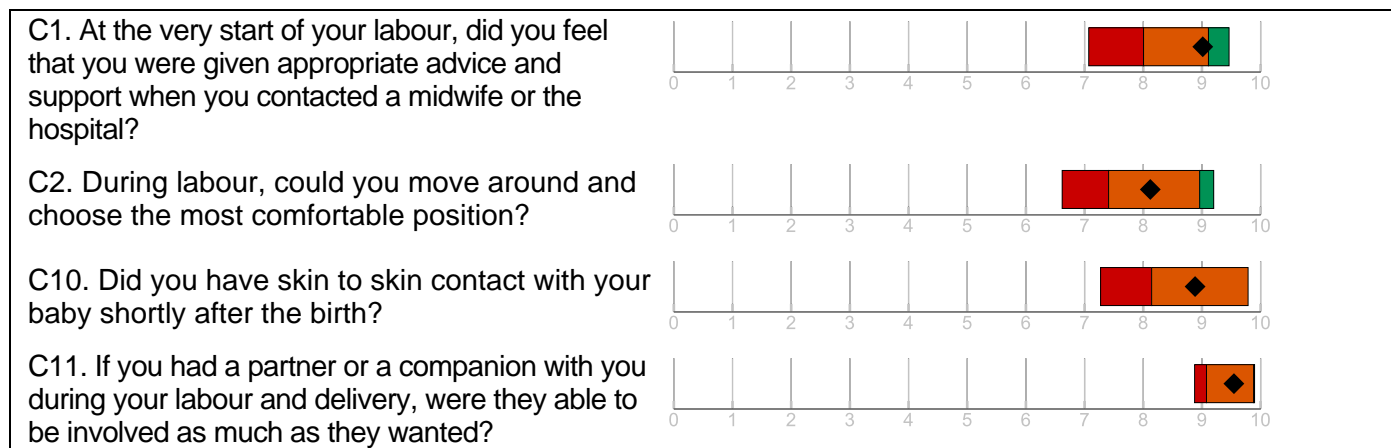 C1. At the very start of your labour, did you feel
that you were given appropriate advice and
support when you contacted a midwife or the
hospital?
0 1 2 3 4 5 6 7 8 9 10
C2. During labour, could you move around and
choose the most comfortable position?
0 1 2 3 4 5 6 7 8 9 10
C10. Did you have skin to skin contact with your
baby shortly after the birth?
0 1 2 3 4 5 6 7 8 9 10
C11. If you had a partner or a companion with you
during your labour and delivery, were they able to
be involved as much as they wanted?
0 1 2 3 4 5 6 7 8 9 10